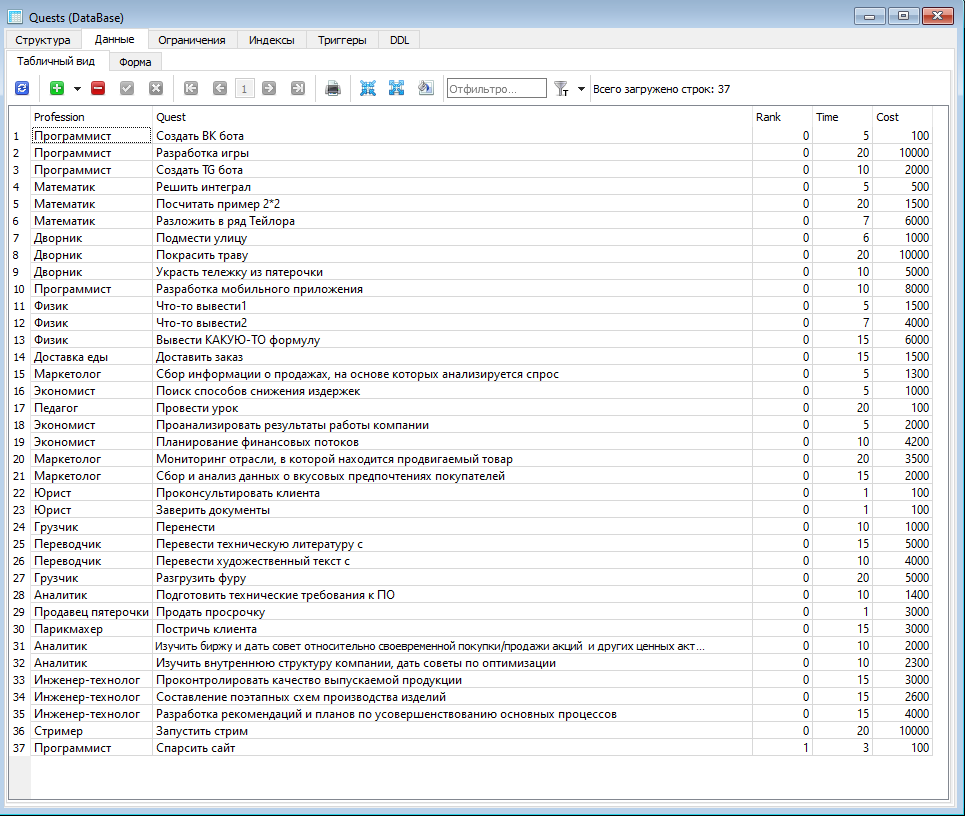 Quests (DataBase)
Структура Данные Ограничения Индексы Триггеры DDL
Табличный вид Форма
1 Отфильтро... T Всего загружено строк: 37
Profession Quest Rank Time Cost
1 Программист Создать ВК бота 0 5 100
2 Программист Разработка игры 0 20 10000
3 Программист Создать TG бота 0 10 2000
4 Математик Решить интеграл 0 5 500
5 Математик Посчитать пример 2*2 0 20 1500
6 Математик Разложить в ряд Тейлора 0 7 6000
7 Дворник Подмести улицу 0 6 1000
8 Дворник Покрасить траву 0 20 10000
9 Дворник Украсть тележку из пятерочки 0 10 5000
10 Программист Разработка мобильного приложения 0 10 8000
11 Физик Что-то вывести1 0 5 1500
12 Физик Что-то вывести2 0 7 4000
13 Физик Вывести КАКУЮ-ТО формулу 0 15 6000
14 Доставка еды Доставить заказ 0 15 1500
15 Маркетолог Сбор информации о продажах, на основе которых анализируется спрос 0 5 1300
16 Экономист Поиск способов снижения издержек 0 5 1000
17 Педагог Провести урок 0 20 100
18 Экономист Проанализировать результаты работы компании 0 5 2000
19 Экономист Планирование финансовых потоков 0 10 4200
20 Маркетолог Мониторинг отрасли, в которой находится продвигаемый товар 0 20 3500
21 Маркетолог Сбор и анализ данных о вкусовых предпочтениях покупателей 0 15 2000
22 Юрист Проконсультировать клиента 0 1 100
23 Юрист Заверить документы 0 1 100
24 Грузчик Перенести 0 10 1000
25 Переводчик Перевести техническую литературу с 0 15 5000
26 Переводчик Перевести художественный текст с 0 10 4000
27 Грузчик Разгрузить фуру 0 20 5000
28 Аналитик Подготовить технические требования к ПО 0 10 1400
29 Продавец пятерочки Продать просрочку 0 1 3000
30 Парикмахер Постричь клиента 0 15 3000
31 Аналитик Изучить биржу и дать совет относительно своевременной покупки/продажи акций и других ценных акт... 0 10 2000
32 Аналитик Изучить внутреннюю структуру компании, дать советы по оптимизации 0 10 2300
33 Инженер-технолог Проконтролировать качество выпускаемой продукции 0 15 3000
34 Инженер-технолог Составление поэтапных схем производства изделий 0 15 2600
35 Инженер-технолог Разработка рекомендаций и планов по усовершенствованию основных процессов 0 15 4000
36 Стример Запустить стрим 0 20 10000
37 Программист Спарсить сайт 1 3 100